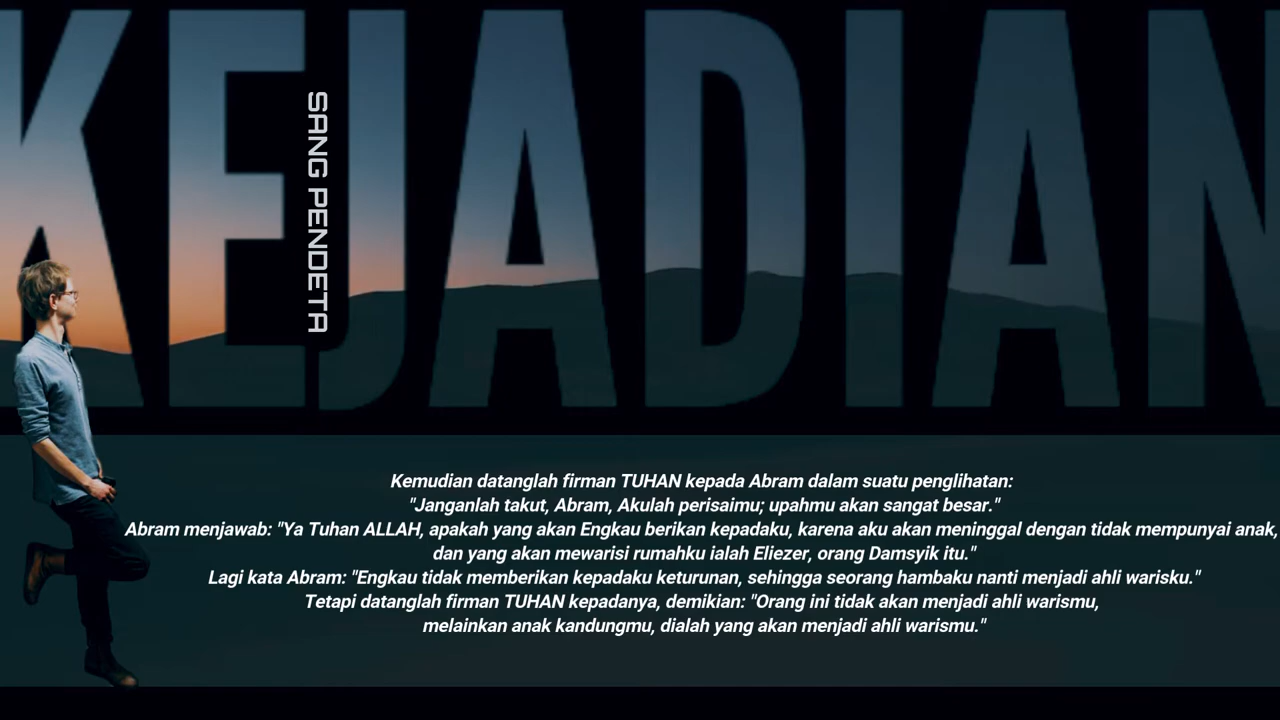 KEJADIAN
SANG PENDETA
Kemudian datanglah firman TUHAN kepada Abram dalam suatu penglihatan:
"Janganlah takut, Abram, Akulah perisaimu; upahmu akan sangat besar."
Abram menjawab: "Ya Tuhan ALLAH, apakah yang akan Engkau berikan kepadaku, karena aku akan meninggal dengan tidak mempunyai anak,
dan yang akan mewarisi rumahku ialah Eliezer, orang Damsyik itu."
Lagi kata Abram: "Engkau tidak memberikan kepadaku keturunan, sehingga seorang hambaku nanti menjadi ahli warisku."
Tetapi datanglah firman TUHAN kepadanya, demikian: "Orang ini tidak akan menjadi ahli warismu,
melainkan anak kandungmu, dialah yang akan menjadi ahli warismu."